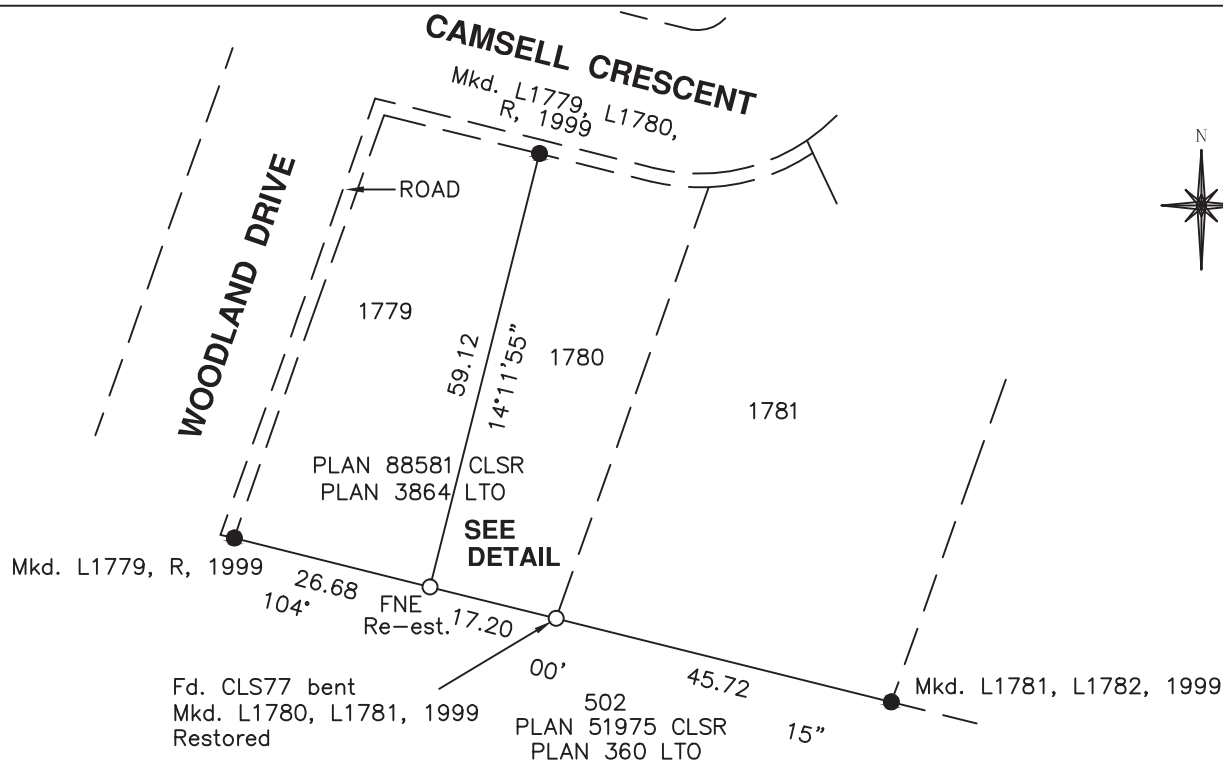 CAMSELL CRESCENT
Mkd. L1779, L1780,
R, 1999
N
WOODLAND DRIVE
ROAD
1779
59.12
14°11'55"
1780
1781
PLAN 88581 CLSR
PLAN 3864 LTO
SEE
DETAIL
Mkd. L1779, R, 1999
26.68
104°
FNE
Re-est.
17.20
00'
45.72
15"
Mkd. L1781, L1782, 1999
Fd. CLS77 bent
Mkd. L1780, L1781, 1999
Restored
502
PLAN 51975 CLSR
PLAN 360 LTO